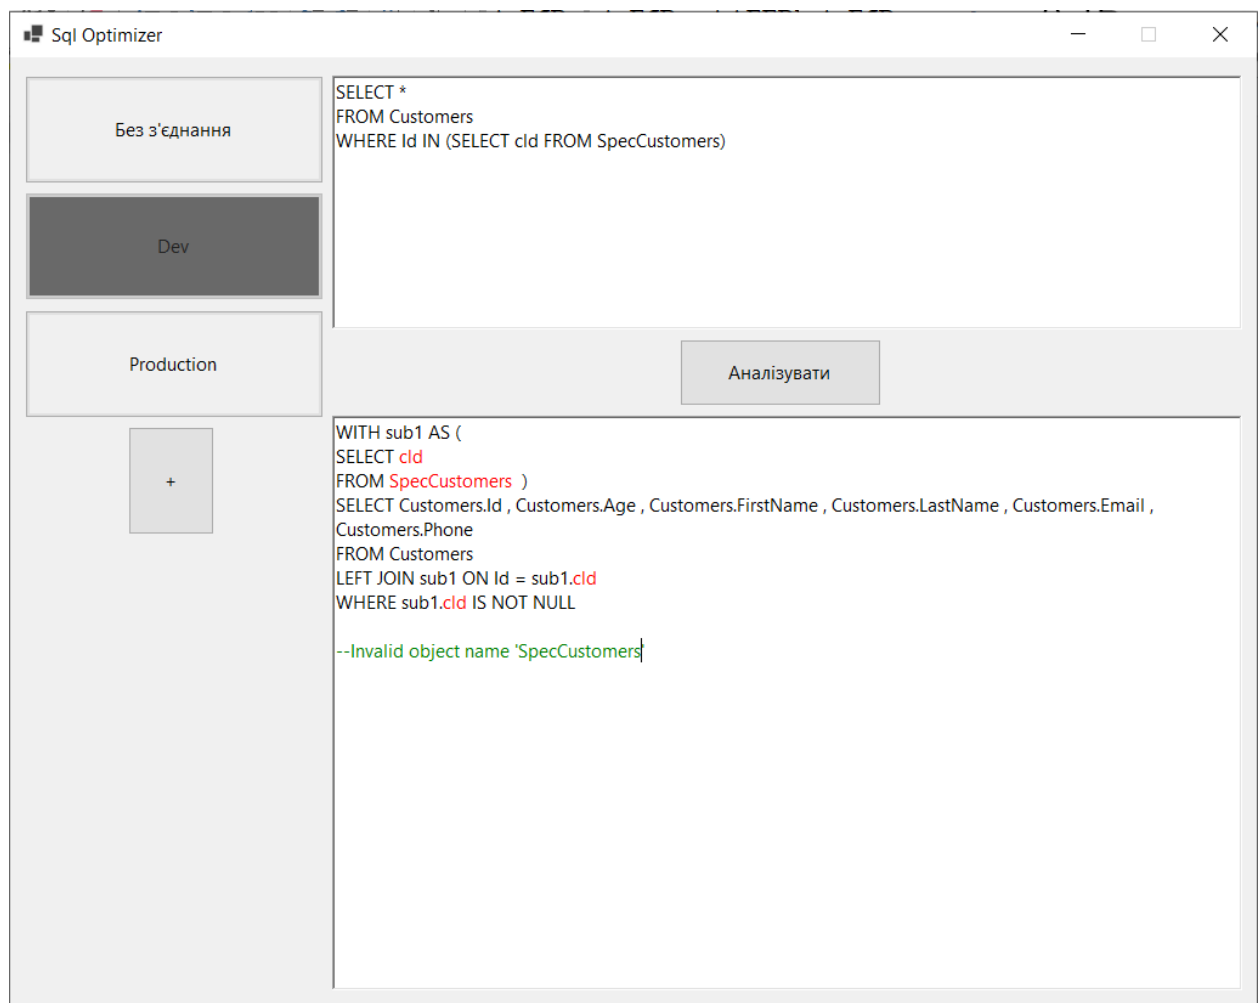 Sql Optimizer
Без з'єднання
Dev
Production
+
SELECT *
FROM Customers
WHERE Id IN (SELECT cId FROM SpecCustomers)
Аналізувати
WITH sub1 AS (
SELECT cId
FROM SpecCustomers  )
SELECT Customers.Id , Customers.Age , Customers.FirstName , Customers.LastName , Customers.Email ,
Customers.Phone
FROM Customers
LEFT JOIN sub1 ON Id = sub1.cId
WHERE sub1.cId IS NOT NULL
--Invalid object name 'SpecCustomers'